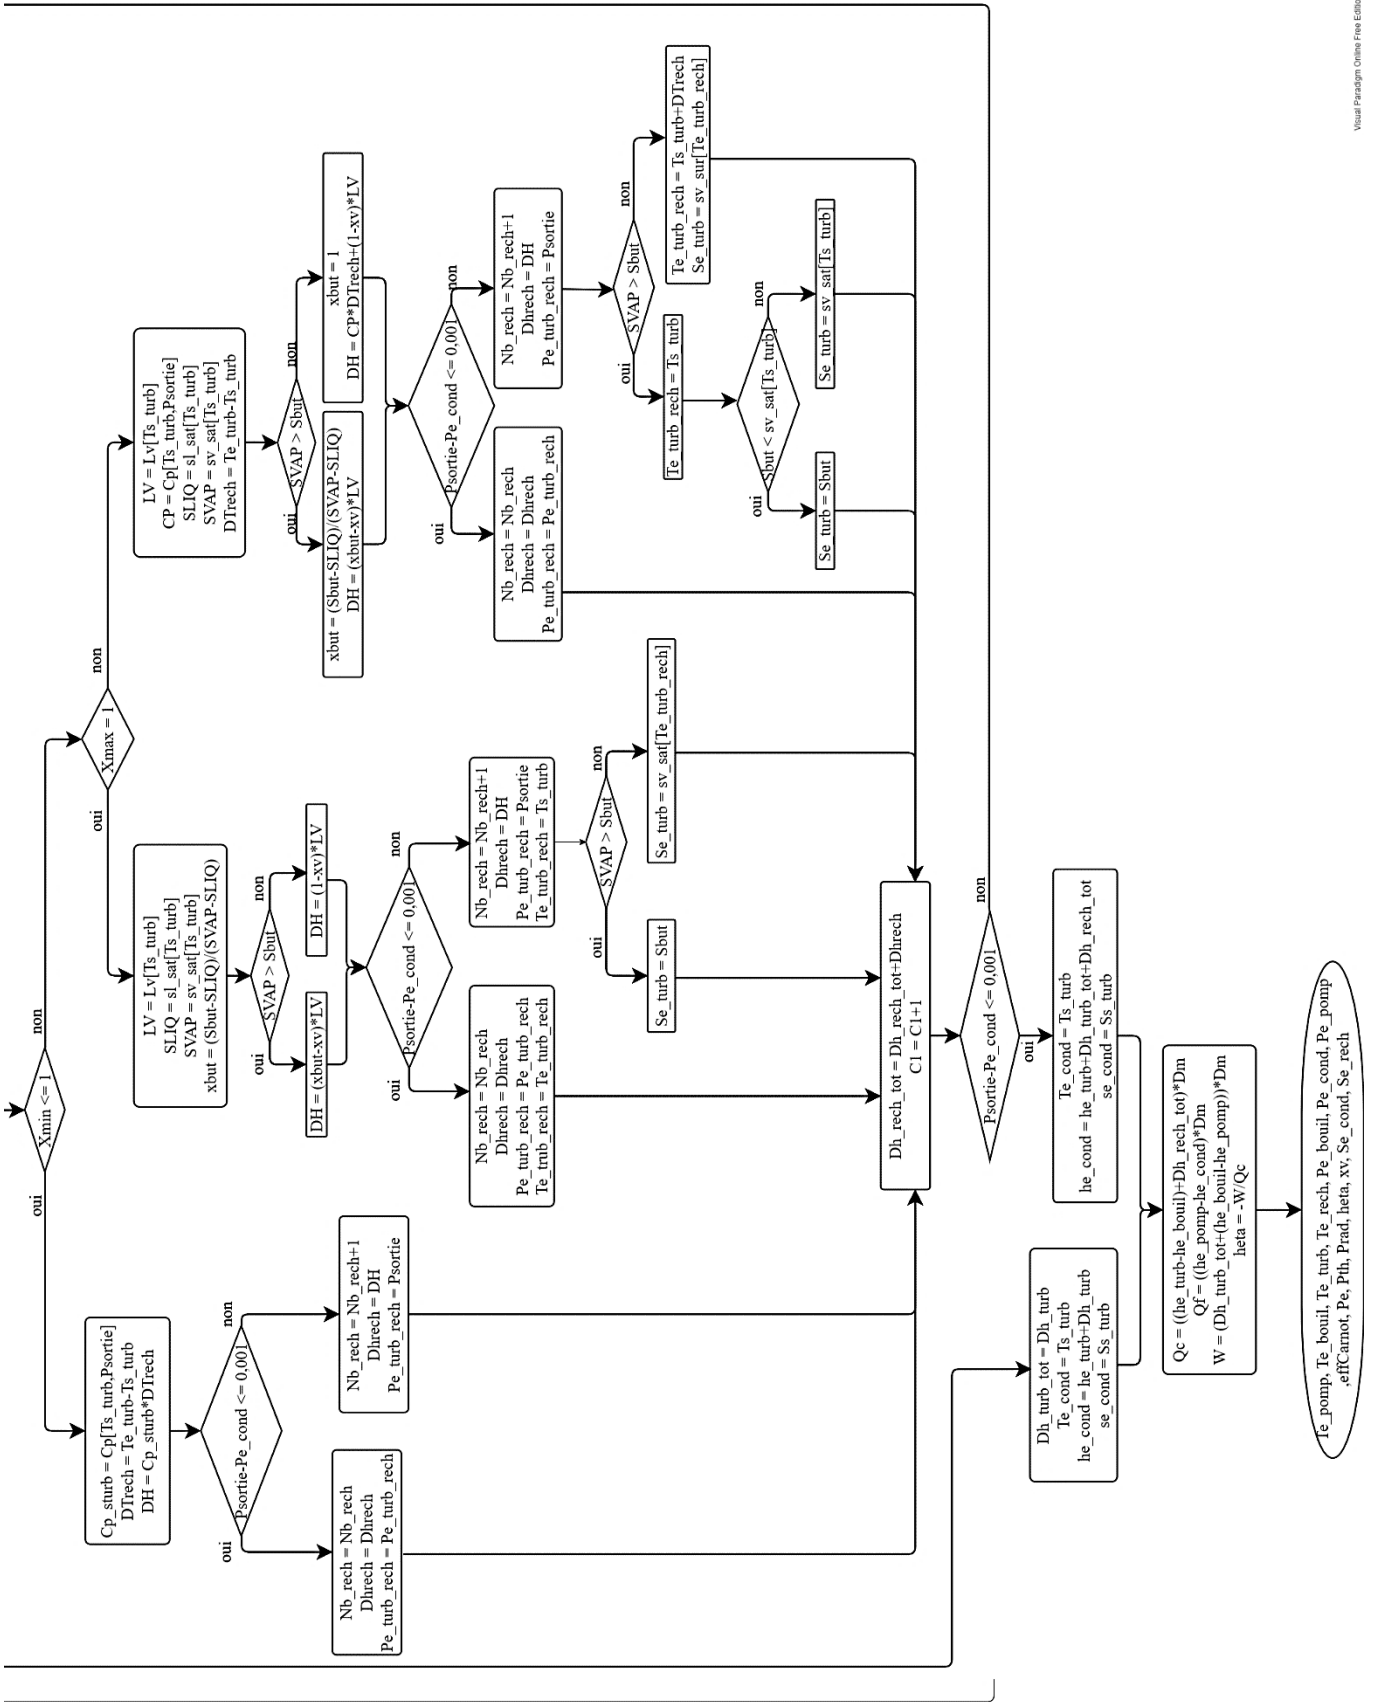 Visual Paradigm Online Free Edition
Xmin <= 1
oui
non
Cp_sturb = Cp[Ts_turb,Psortie]
DTrech = Te_turb-Ts_turb
DH = Cp_sturb*DTrech
Psortie-Pe_cond <= 0,001
oui
non
Nb_rech = Nb_rech
Dhrech = Dhrech
Pe_turb_rech = Pe_turb_rech
Nb_rech = Nb_rech+1
Dhrech = DH
Pe_turb_rech = Psortie
Xmax = 1
oui
non
LV = Lv[Ts_turb]
SLIQ = sl_sat[Ts_turb]
SVAP = sv_sat[Ts_turb]
xbut = (Sbut-SLIQ)/(SVAP-SLIQ)
SVAP > Sbut
oui
non
DH = (xbut-xv)*LV
DH = (1-xv)*LV
Psortie-Pe_cond <= 0,001
oui
non
Nb_rech = Nb_rech
Dhrech = Dhrech
Pe_turb_rech = Pe_turb_rech
Te_trub_rech = Te_turb_rech
Nb_rech = Nb_rech+1
Dhrech = DH
Pe_turb_rech = Psortie
Te_turb_rech = Ts_turb
SVAP > Sbut
oui
non
Se_turb = Sbut
Se_turb = sv_sat[Te_turb_rech]
LV = Lv[Ts_turb]
CP = Cp[Ts_turb,Psortie]
SLIQ = sl_sat[Ts_turb]
SVAP = sv_sat[Ts_turb]
DTrech = Te_turb-Ts_turb
SVAP > Sbut
oui
non
xbut = (Sbut-SLIQ)/(SVAP-SLIQ)
DH = (xbut-xv)*LV
xbut = 1
DH = CP*DTrech+(1-xv)*LV
Psortie-Pe_cond <= 0,001
oui
non
Nb_rech = Nb_rech
Dhrech = Dhrech
Pe_turb_rech = Pe_turb_rech
Nb_rech = Nb_rech+1
Dhrech = DH
Pe_turb_rech = Psortie
SVAP > Sbut
oui
non
Te_turb_rech = Ts_turb
Te_turb_rech = Ts_turb+DTrech
Se_turb = sv_sur[Te_turb_rech]
Sbut < sv_sat[Ts_turb]
oui
non
Se_turb = Sbut
Se_turb = sv_sat[Ts_turb]
Dh_rech_tot = Dh_rech_tot+Dhrech
C1 = C1+1
Psortie-Pe_cond <= 0,001
oui
non
Dh_turb_tot = Dh_turb
Te_cond = Ts_turb
he_cond = he_turb+Dh_turb
se_cond = Ss_turb
Te_cond = Ts_turb
he_cond = he_turb+Dh_turb_tot+Dh_rech_tot
se_cond = Ss_turb
Qc = ((he_turb-he_bouil)+Dh_rech_tot)*Dm
Qf = ((he_pomp-he_cond)*Dm
W = (Dh_turb_tot+(he_bouil-he_pomp))*Dm
heta = -W/Qc
Te_pomp, Te_bouil, Te_turb, Te_rech, Pe_bouil, Pe_cond, Pe_pomp
,effCarnot, Pe, Pth, Prad, heta, xv, Se_cond,*Se_rech